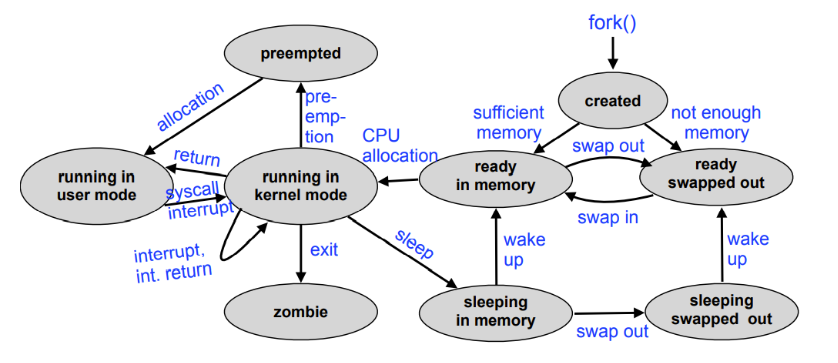 fork()
preempted
created
allocation
pre-
emp-
tion
sufficient
memory
not enough
memory
CPU
allocation
swap out
return
running in
user mode
syscall
interrupt
running in
kernel mode
ready
in memory
ready
swapped out
swap in
interrupt,
int. return
exit
sleep
wake
up
wake
up
zombie
sleeping
in memory
swap out
sleeping
swapped out